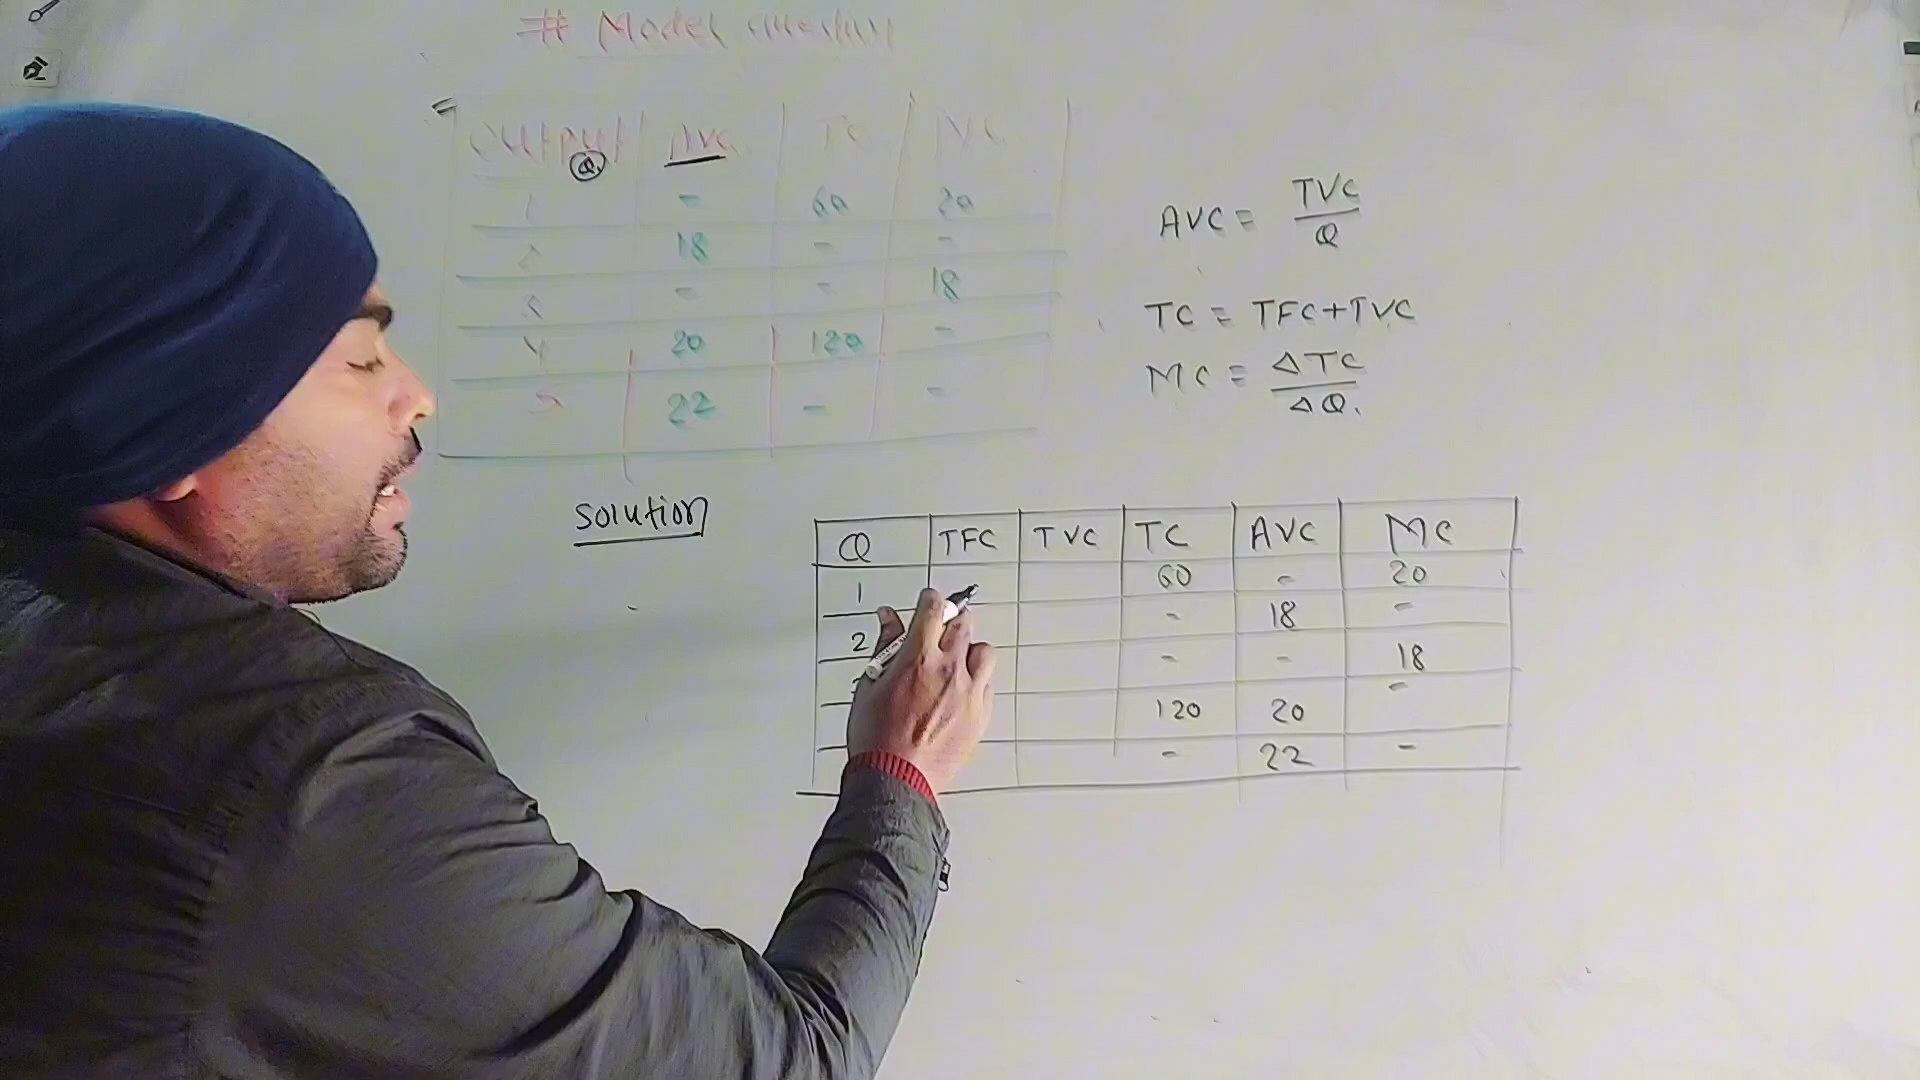 # Model
Output AVC TC MC
Q
1 - 60 20
2 18 - -
3 - - 18
4 20 120 -
5 22 - -
AVC = TVC / Q
TC = TFC+TVC
MC = ΔTC / ΔQ.
Solution
Q TFC TVC TC AVC MC
1 60 - 20
2 - 18 -
- - 18
120 20 -
- 22 -